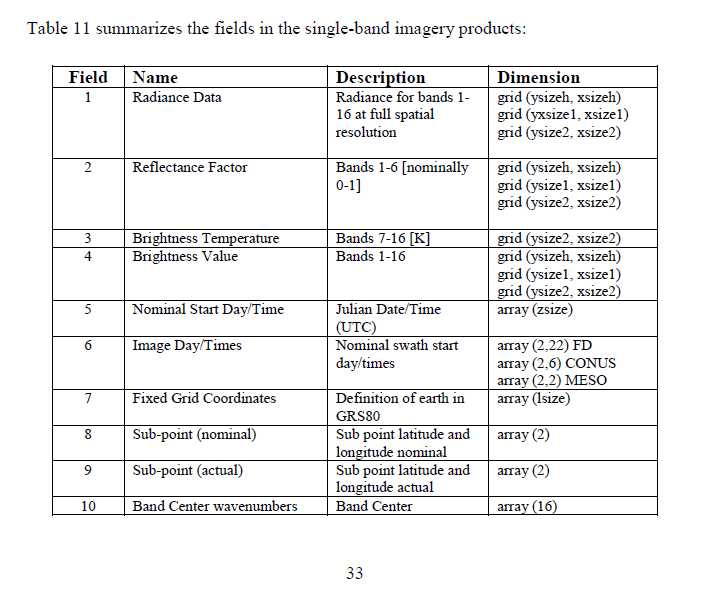 Table 11 summarizes the fields in the single-band imagery products:
Field Name Description Dimension
1 Radiance Data Radiance for bands 1- grid (ysizeh, xsizeh)
16 at full spatial grid (yxsize1, xsize1)
resolution grid (ysize2, xsize2)
2 Reflectance Factor Bands 1-6 [nominally grid (ysizeh, xsizeh)
0-1] grid (ysize1, xsize1)
grid (ysize2, xsize2)
3 Brightness Temperature Bands 7-16 [K] grid (ysize2, xsize2)
4 Brightness Value Bands 1-16 grid (ysizeh, xsizeh)
grid (ysize1, xsize1)
grid (ysize2, xsize2)
5 Nominal Start Day/Time Julian Date/Time array (zsize)
(UTC)
6 Image Day/Times Nominal swath start array (2,22) FD
day/times array (2,6) CONUS
array (2,2) MESO
7 Fixed Grid Coordinates Definition of earth in array (lsize)
GRS80
8 Sub-point (nominal) Sub point latitude and array (2)
longitude nominal
9 Sub-point (actual) Sub point latitude and array (2)
longitude actual
10 Band Center wavenumbers Band Center array (16)
33